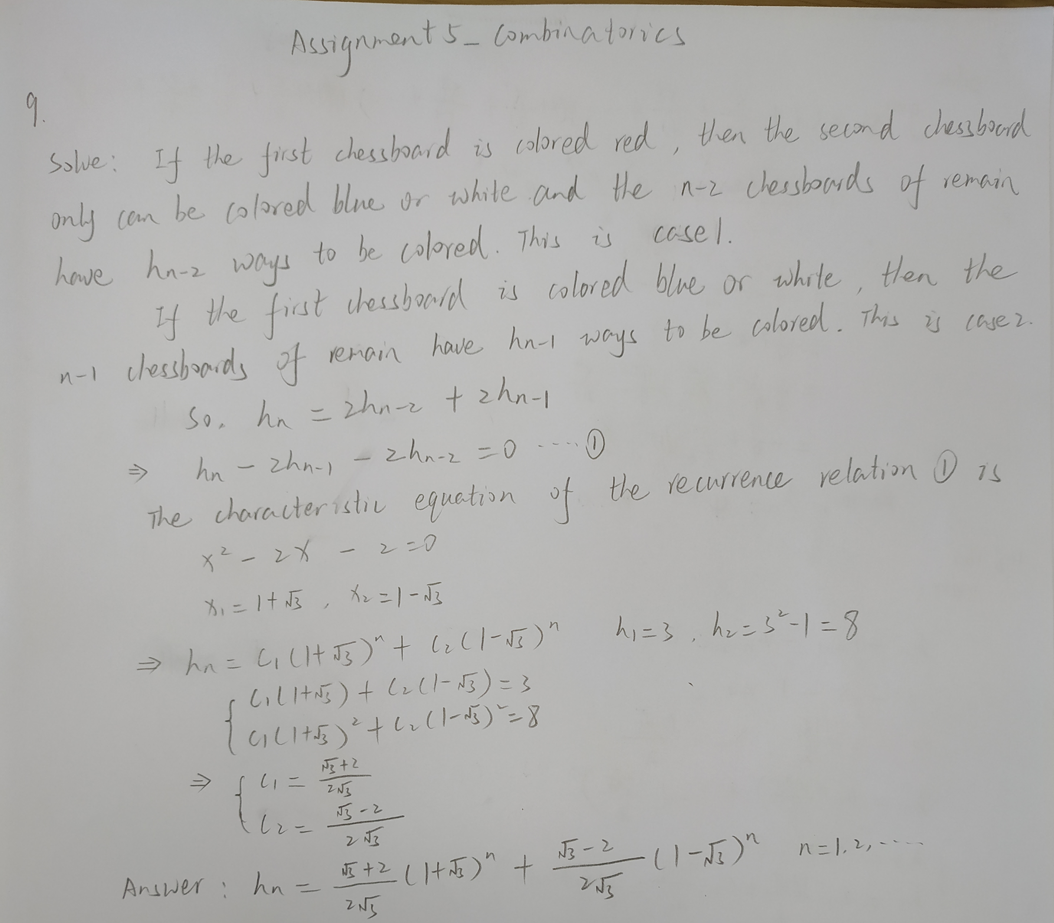 Assignment 5_ Combinatorics
9.
Solve: If the first chessboard is colored red, then the second chessboard
only can be colored blue or white and the n-2 chessboards of remain
have hn-2 ways to be colored. This is case1.
If the first chessboard is colored blue or white, then the
n-1 chessboards of remain have hn-1 ways to be colored. This is case2.
So. hn = 2hn-2 + 2hn-1
⇒ hn - 2hn-1 - 2hn-2 = 0 ····· ①
The characteristic equation of the recurrence relation ① is
x² - 2x - 2 = 0
x₁ = 1+√3, x₂ = 1-√3
⇒ hn = C₁(1+√3)ⁿ + C₂(1-√3)ⁿ h₁=3, h₂=3²-1=8
{ C₁(1+√3) + C₂(1-√3) = 3
C₁(1+√3)² + C₂(1-√3)² = 8
⇒ { C₁ = (√3+2)/(2√3)
C₂ = (√3-2)/(2√3)
Answer: hn = (√3+2)/(2√3) (1+√3)ⁿ + (√3-2)/(2√3) (1-√3)ⁿ n=1.2,·····